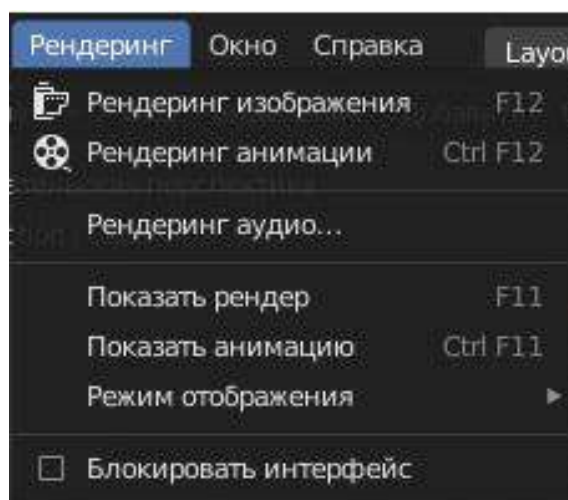 Рендеринг Окно Справка Layo
Рендеринг изображения F12
Рендеринг анимации Ctrl F12
Рендеринг аудио...
Показать рендер F11
Показать анимацию Ctrl F11
Режим отображения
Блокировать интерфейс